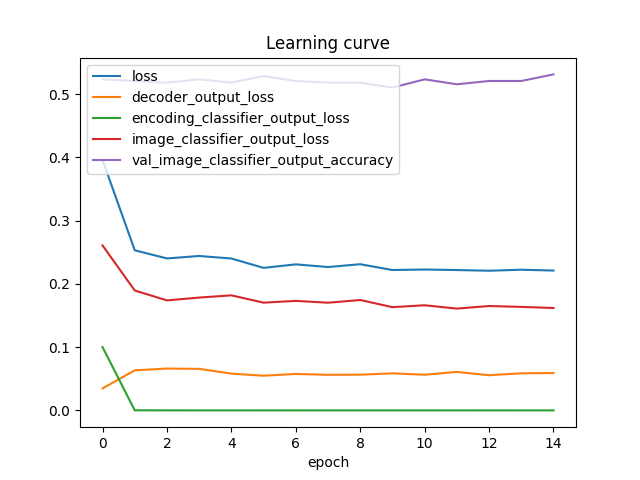 Learning curve
loss
decoder_output_loss
encoding_classifier_output_loss
image_classifier_output_loss
val_image_classifier_output_accuracy
0.5
0.4
0.3
0.2
0.1
0.0
0 2 4 6 8 10 12 14
epoch